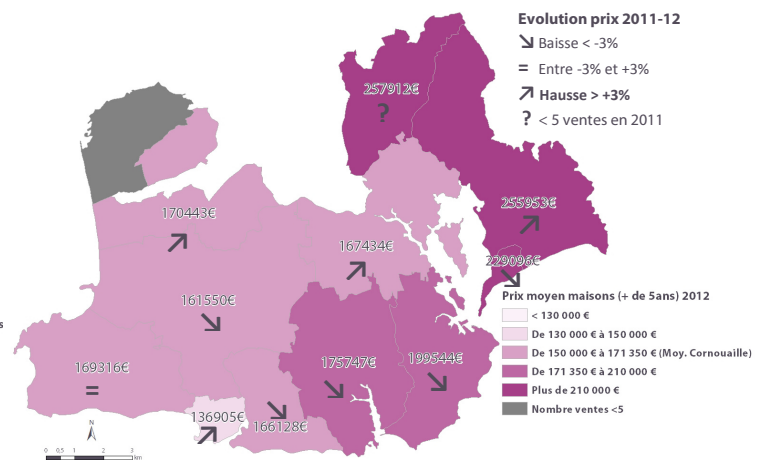 Evolution prix 2011-12
Baisse < -3%
= Entre -3% et +3%
Hausse > +3%
? < 5 ventes en 2011
257912€
?
255953€
170443€
167434€
229096€
161550€
175747€
199544€
169316€
=
136905€
166128€
Prix moyen maisons (+ de 5ans) 2012
< 130 000 €
De 130 000 € à 150 000 €
De 150 000 € à 171 350 € (Moy. Cornouaille)
De 171 350 € à 210 000 €
Plus de 210 000 €
Nombre ventes <5
s
N
0 0,5 1 2 3
km